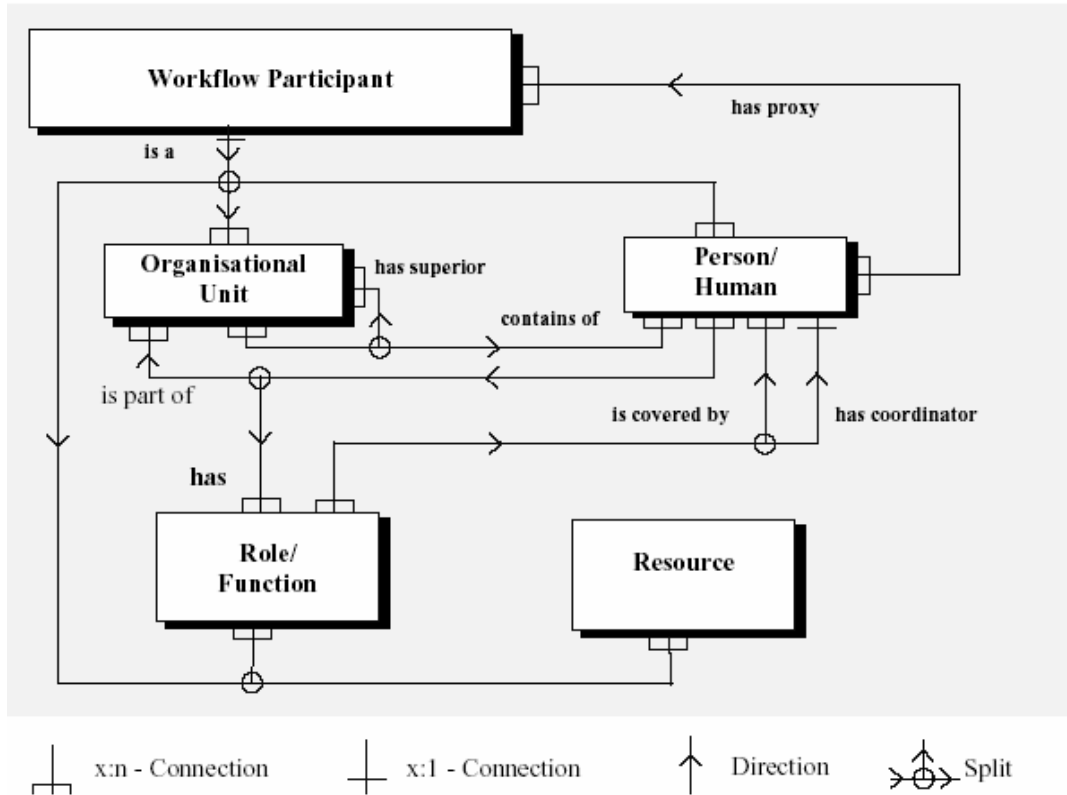 Workflow Participant
has proxy
is a
Organisational
Unit
has superior
Person/
Human
contains of
is part of
is covered by
has coordinator
has
Role/
Function
Resource
x:n - Connection
x:1 - Connection
Direction
Split